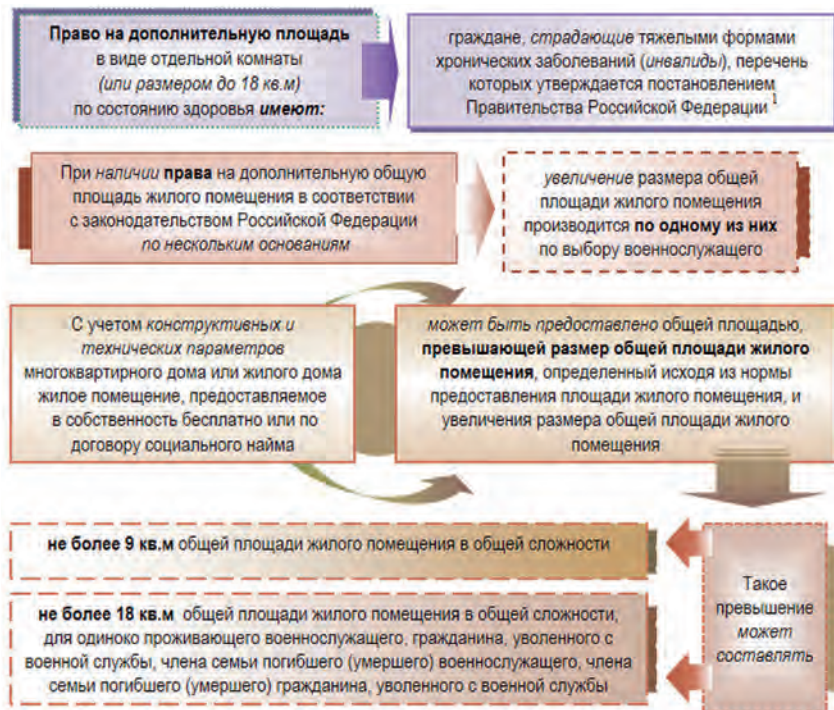 Право на дополнительную площадь
в виде отдельной комнаты
(или размером до 18 кв.м)
по состоянию здоровья имеют:
граждане, страдающие тяжелыми формами
хронических заболеваний (инвалиды), перечень
которых утверждается постановлением
Правительства Российской Федерации 1
При наличии права на дополнительную общую
площадь жилого помещения в соответствии
с законодательством Российской Федерации
по нескольким основаниям
увеличение размера общей
площади жилого помещения
производится по одному из них
по выбору военнослужащего
С учетом конструктивных и
технических параметров
многоквартирного дома или жилого дома
жилое помещение, предоставляемое
в собственность бесплатно или по
договору социального найма
может быть предоставлено общей площадью,
превышающей размер общей площади жилого
помещения, определенный исходя из нормы
предоставления площади жилого помещения, и
увеличения размера общей площади жилого
помещения
Такое
превышение
может
составлять
не более 9 кв.м общей площади жилого помещения в общей сложности
не более 18 кв.м общей площади жилого помещения в общей сложности,
для одиноко проживающего военнослужащего, гражданина, уволенного с
военной службы, члена семьи погибшего (умершего) военнослужащего, члена
семьи погибшего (умершего) гражданина, уволенного с военной службы